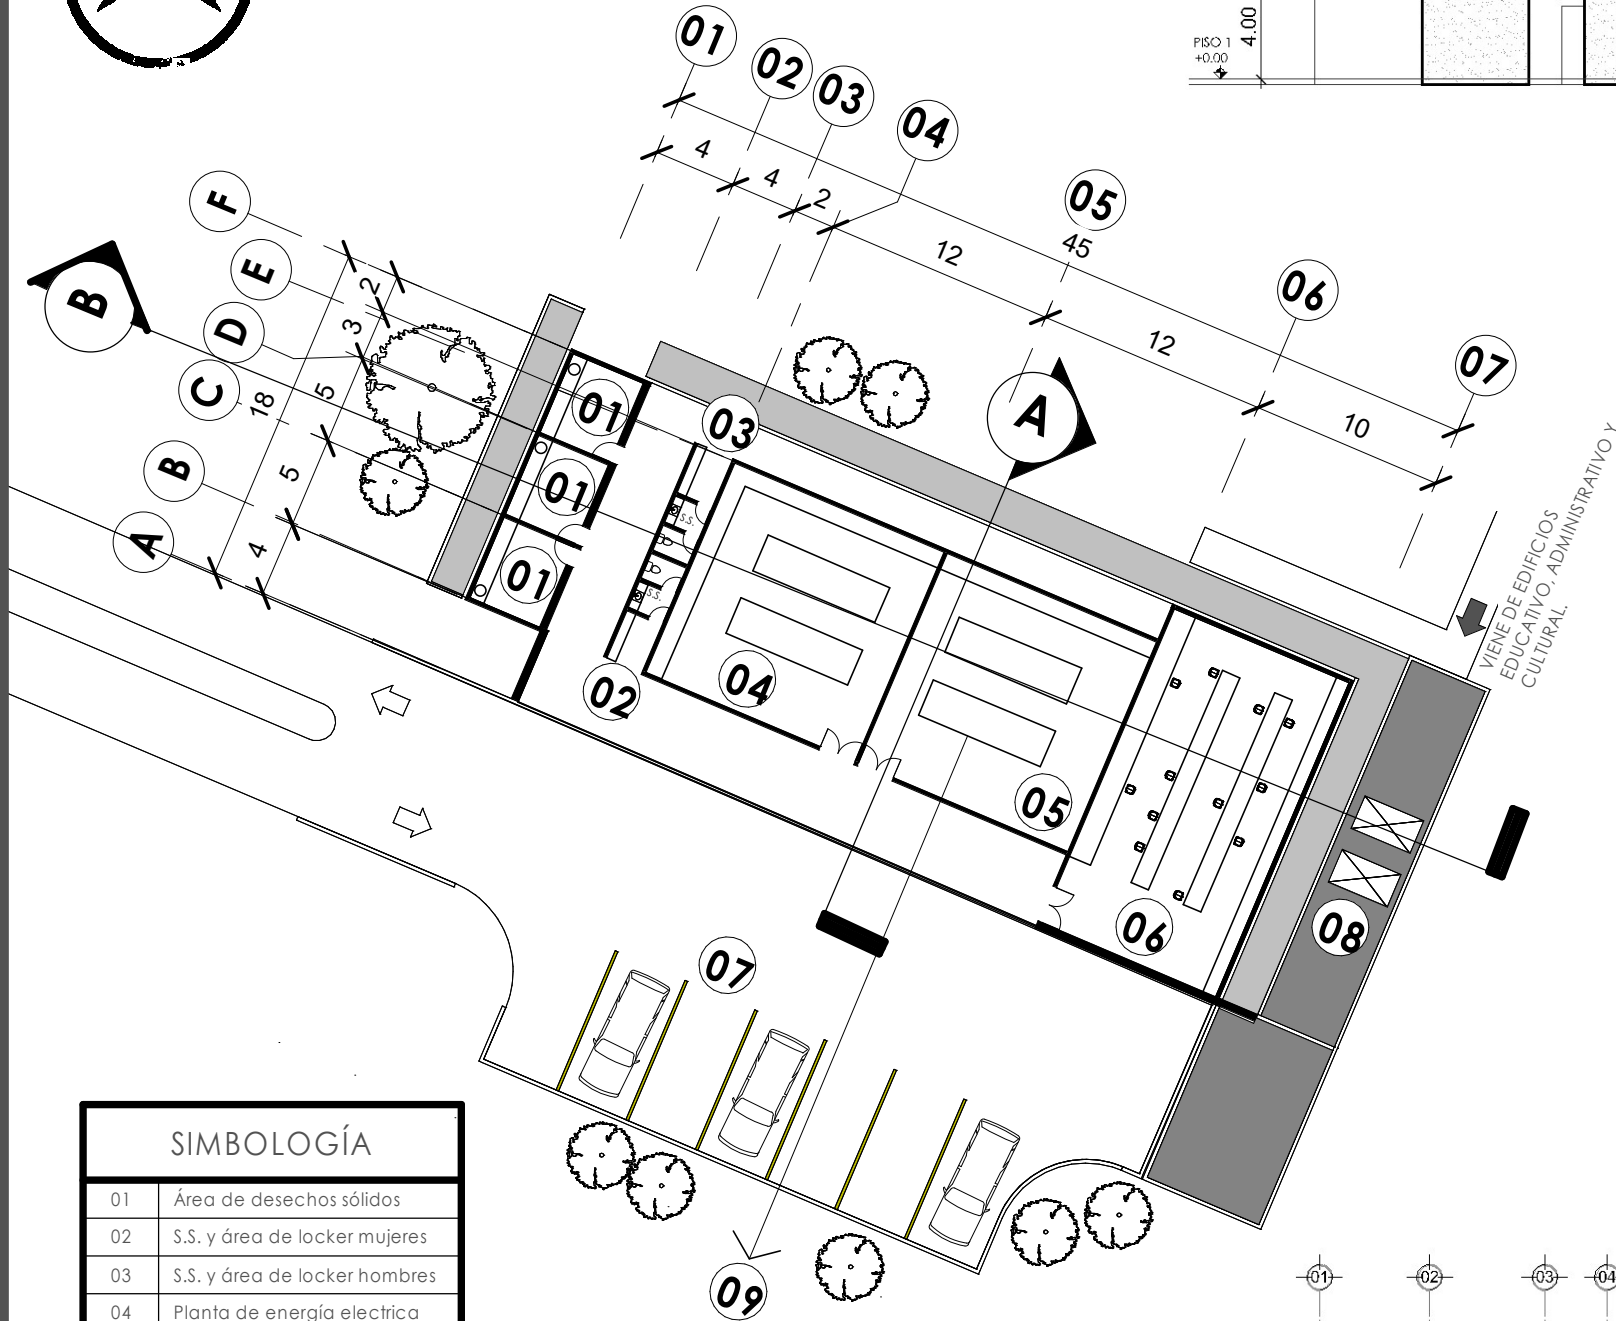 01
02
03
04
05
06
07
4
4
2
12
45
12
10
PISO 1
+0.00
4.00
F
E
D
C
B
A
2
3
5
5
4
18
B
A
01
01
01
03
S.S.
S.S.
02
04
05
06
07
08
09
VIENE DE EDIFICIOS
EDUCATIVO, ADMINISTRATIVO Y
CULTURAL.
SIMBOLOGÍA
01 Área de desechos sólidos
02 S.S. y área de locker mujeres
03 S.S. y área de locker hombres
04 Planta de energía electrica
01
02
03
04